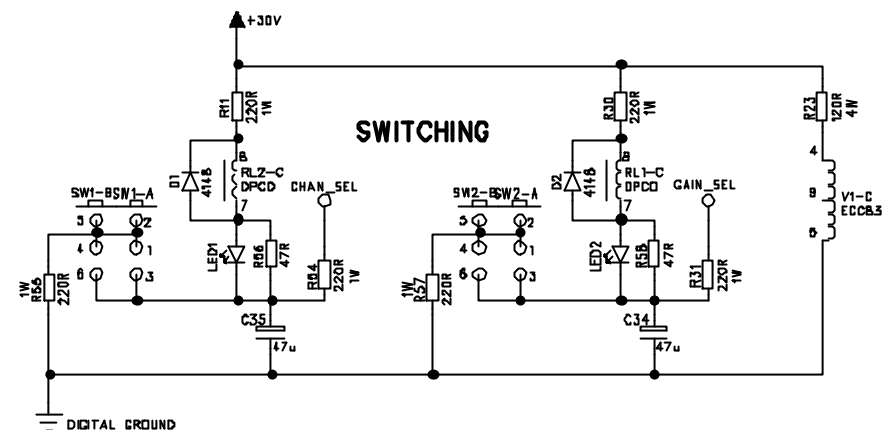 +30V
SWITCHING
R11
220R
1W
R30
220R
1W
R23
120R
4W
8
RL2-C
DPCO
7
D1
4148
CHAN_SEL
8
RL1-C
DPCO
7
D2
4148
GAIN_SEL
4
9
5
V1-C
ECC83
SW1-B
SW1-A
5
2
4
1
6
3
SW2-B
SW2-A
5
2
4
1
6
3
LED1
R56
47R
R54
220R
1W
LED2
R58
47R
R31
220R
1W
1W
220R
1W
R57
220R
C35
47u
C34
47u
DIGITAL GROUND